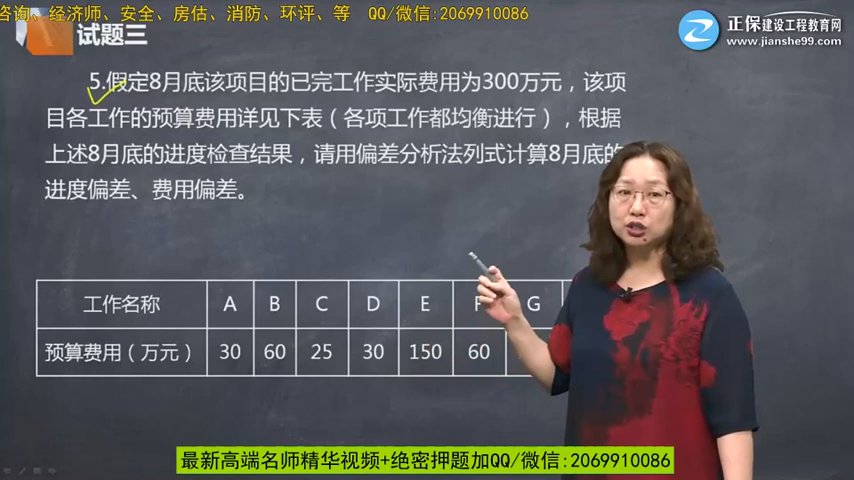 咨询、经济师、安全、房估、消防、环评、等 QQ/微信:2069910086
正保建设工程教育网
www.jianshe99.com
试题三
5.假定8月底该项目的已完工作实际费用为300万元，该项
目各工作的预算费用详见下表（各项工作都均衡进行），根据
上述8月底的进度检查结果，请用偏差分析法列式计算8月底的
进度偏差、费用偏差。
工作名称 A B C D E F G
预算费用（万元） 30 60 25 30 150 60
最新高端名师精华视频+绝密押题加QQ/微信:2069910086